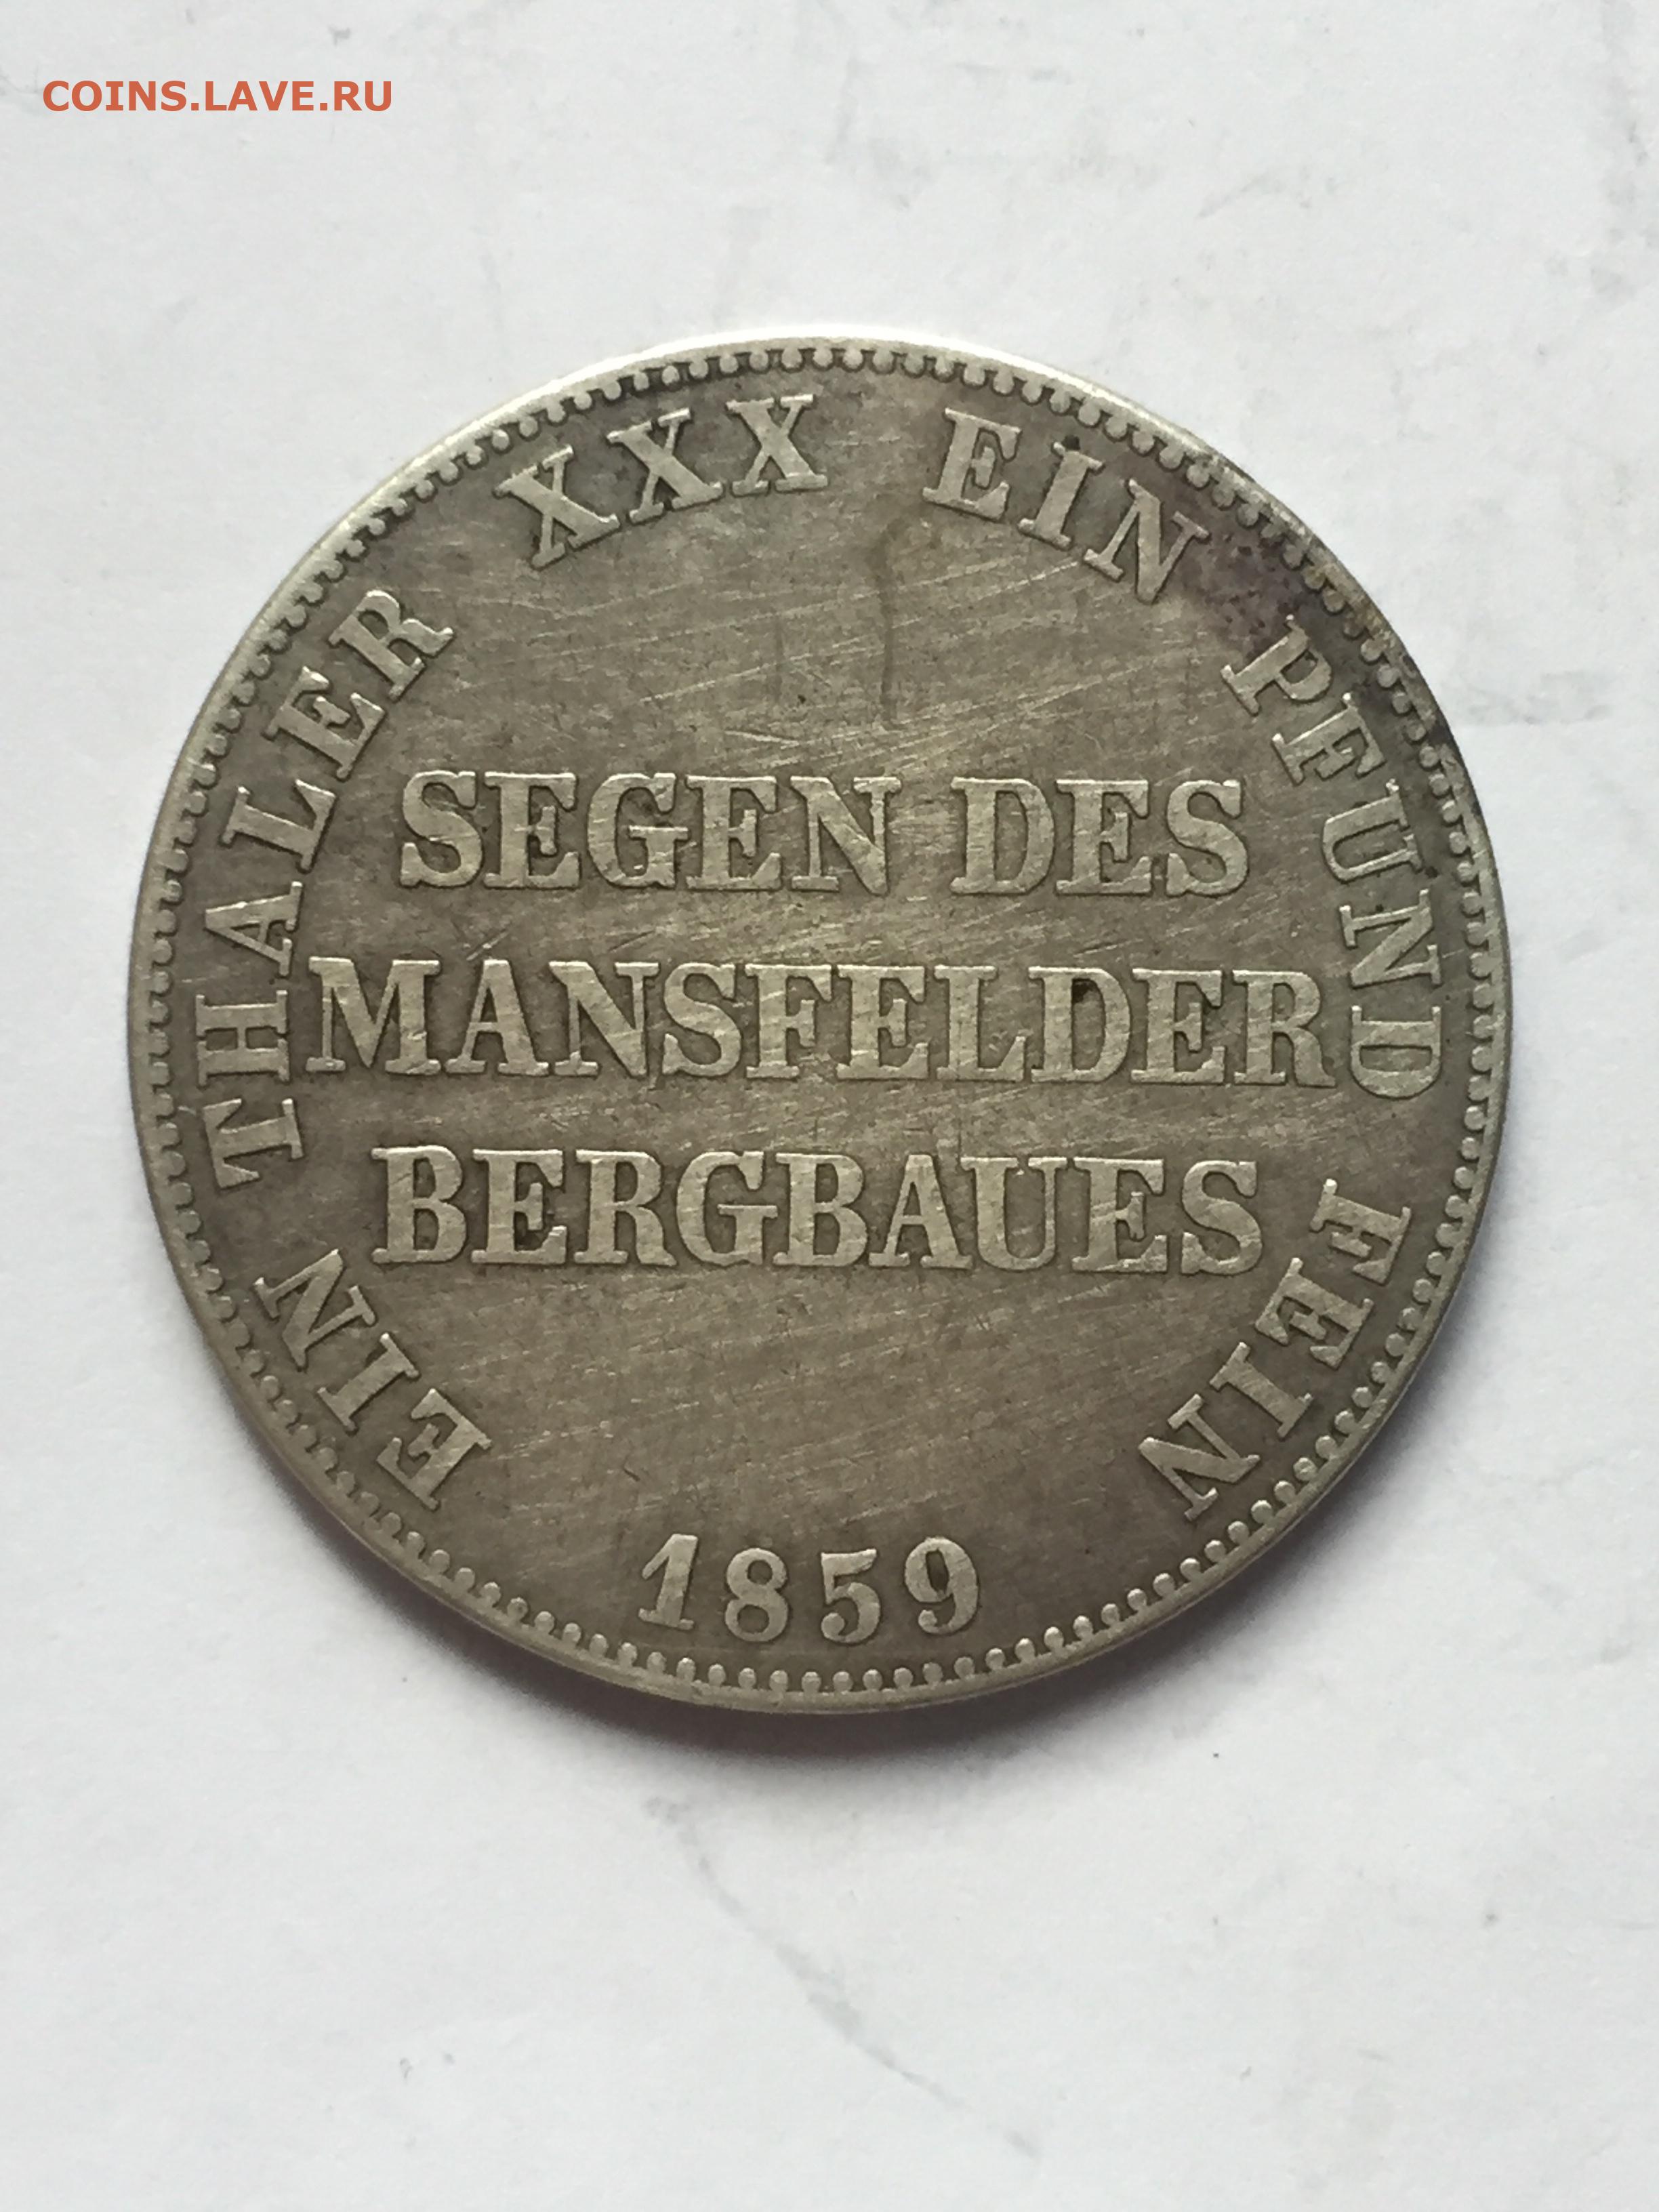 COINS.LAVE.RU
EIN THALER XXX EIN PFUND FEIN
SEGEN DES
MANSFELDER
BERGBAUES
1859